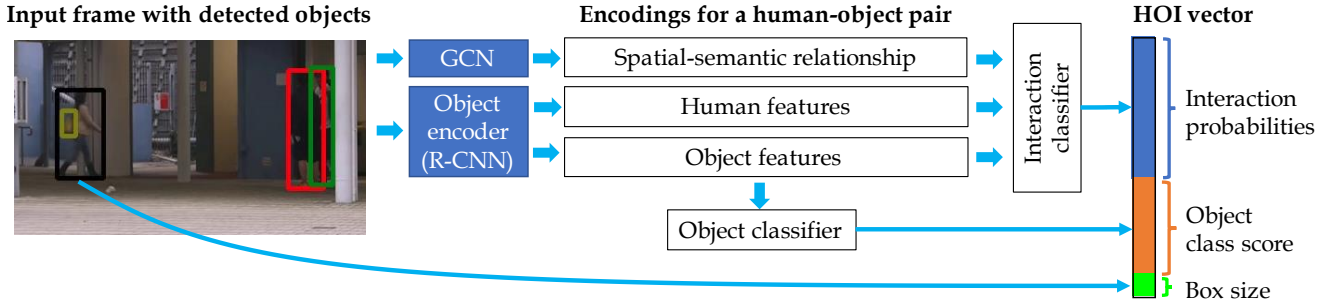 Input frame with detected objects
Encodings for a human-object pair
HOI vector
GCN
Spatial-semantic relationship
Object
encoder
(R-CNN)
Human features
Object features
Interaction
classifier
Interaction
probabilities
Object classifier
Object
class score
Box size